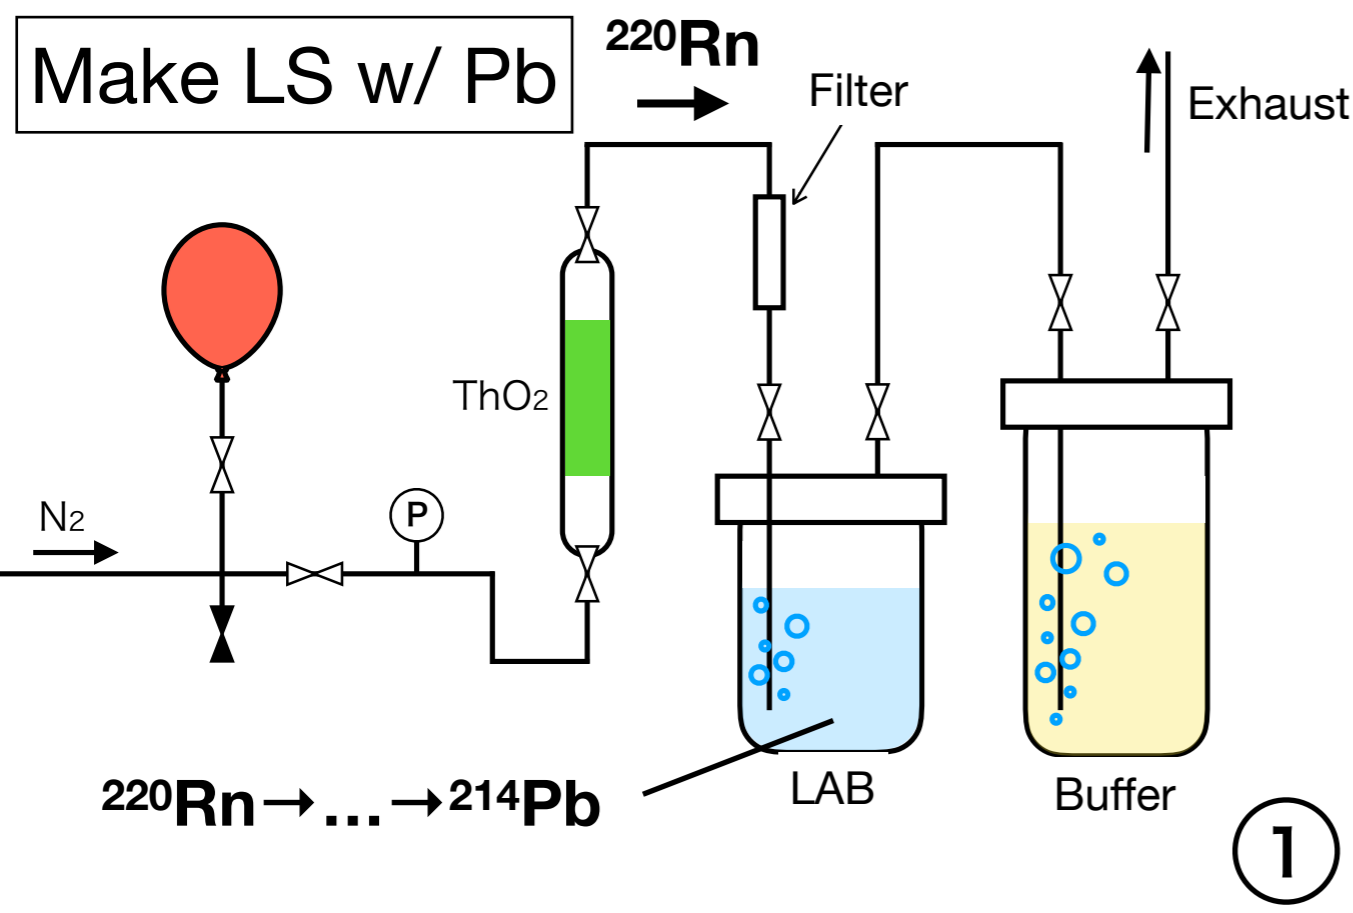 Make LS w/ Pb
²²⁰Rn
Filter
Exhaust
ThO₂
N₂
P
²²⁰Rn→...→²¹⁴Pb
LAB
Buffer
1